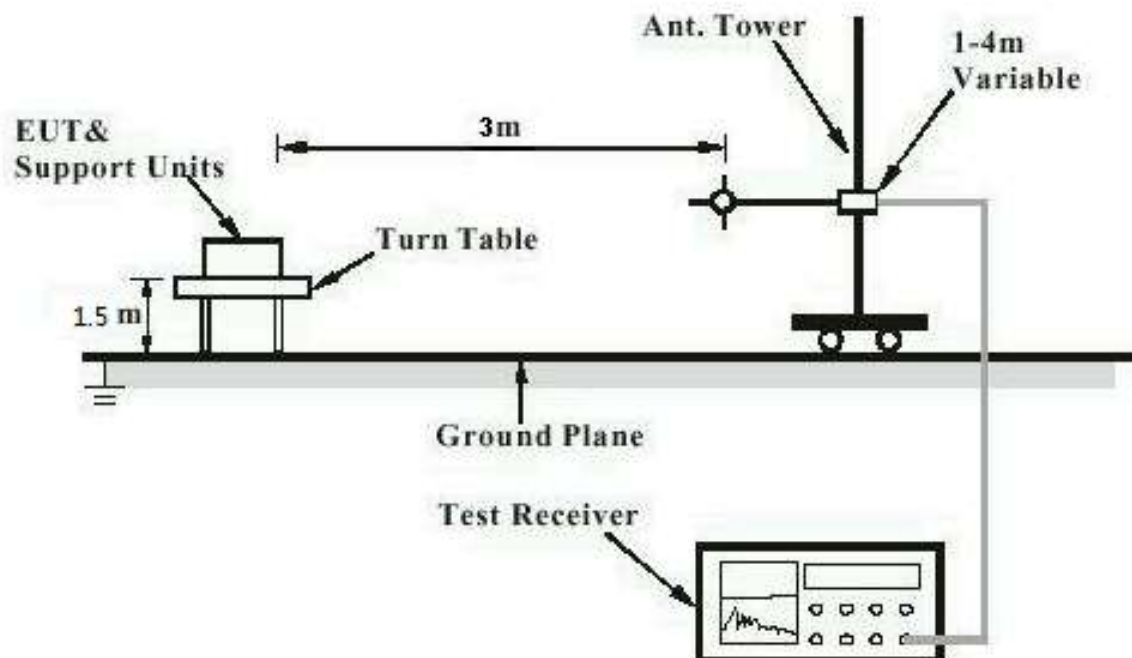 Ant. Tower
1-4m
Variable
3m
EUT&
Support Units
Turn Table
1.5 m
Ground Plane
Test Receiver